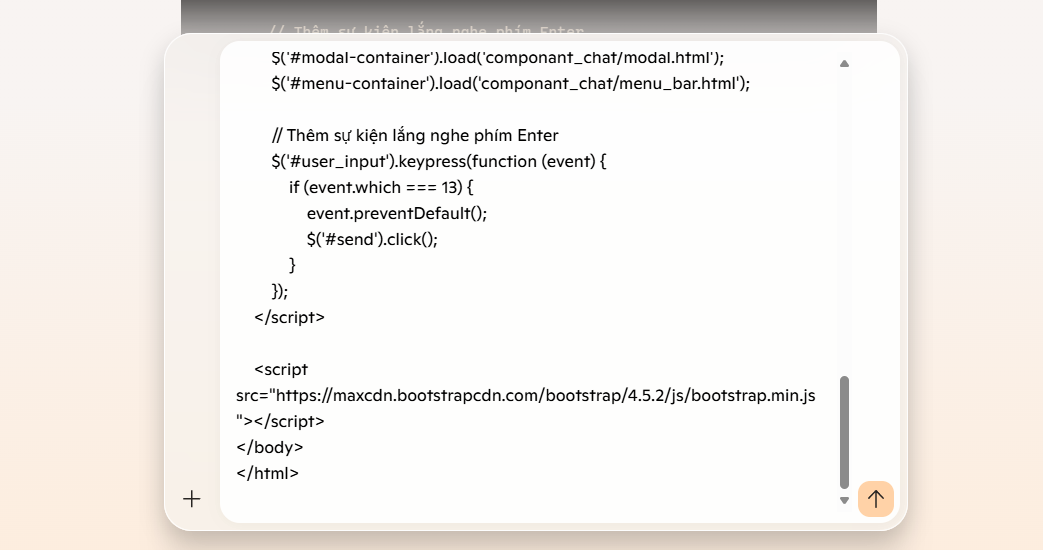 // Thêm sự kiện lắng nghe phím Enter
$('#modal-container').load('componant_chat/modal.html');
$('#menu-container').load('componant_chat/menu_bar.html');
// Thêm sự kiện lắng nghe phím Enter
$('#user_input').keypress(function (event) {
if (event.which === 13) {
event.preventDefault();
$('#send').click();
}
});
</script>
<script
src="https://maxcdn.bootstrapcdn.com/bootstrap/4.5.2/js/bootstrap.min.js
"></script>
</body>
</html>